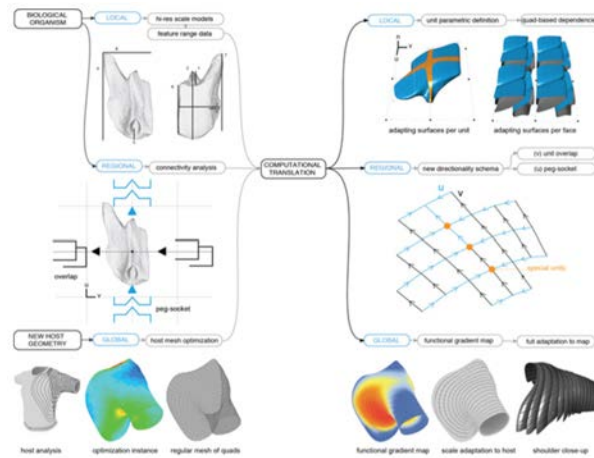 BIOLOGICAL ORGANISM
LOCAL
hi-res scale models
feature range data
REGIONAL
connectivity analysis
overlap
peg-socket
NEW HOST GEOMETRY
GLOBAL
host mesh optimization
host analysis
optimization instance
regular mesh of quads
COMPUTATIONAL TRANSLATION
LOCAL
unit parametric definition
quad-based dependencies
adapting surfaces per unit
adapting surfaces per face
REGIONAL
new directionality schema
(v) unit overlap
(u) peg-socket
U
V
special units
GLOBAL
functional gradient map
full adaptation to map
functional gradient map
scale adaptation to host
shoulder close up